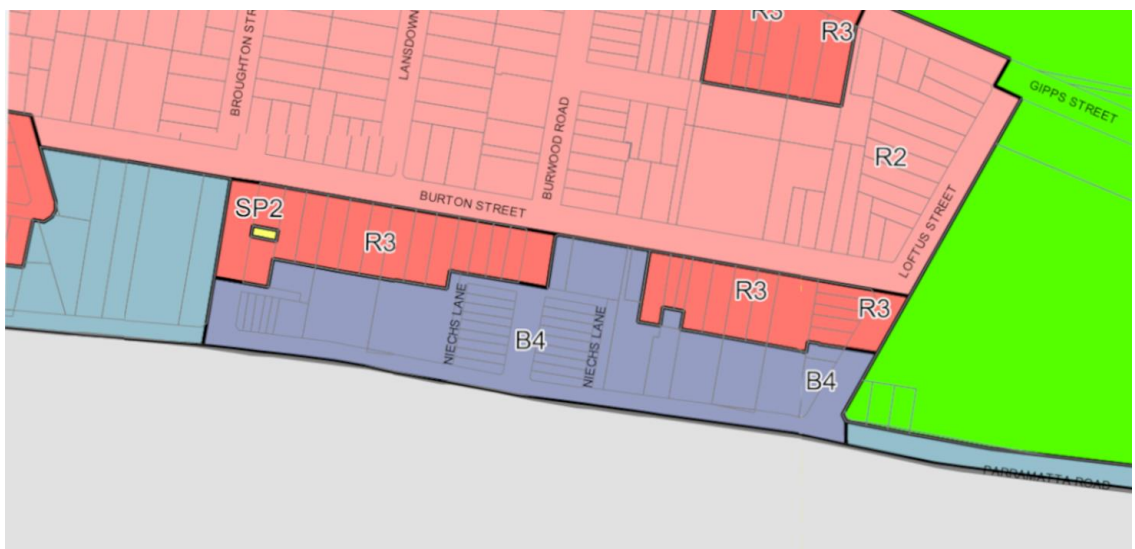 R3
R3
BROUGHTON STR
LANSDOWN
BURWOOD ROAD
GIPPS STREET
R2
LOFTUS STREET
BURTON STREET
SP2
R3
R3
R3
NIECHS LANE
B4
NIECHS LANE
B4
PARRAMATTA ROAD